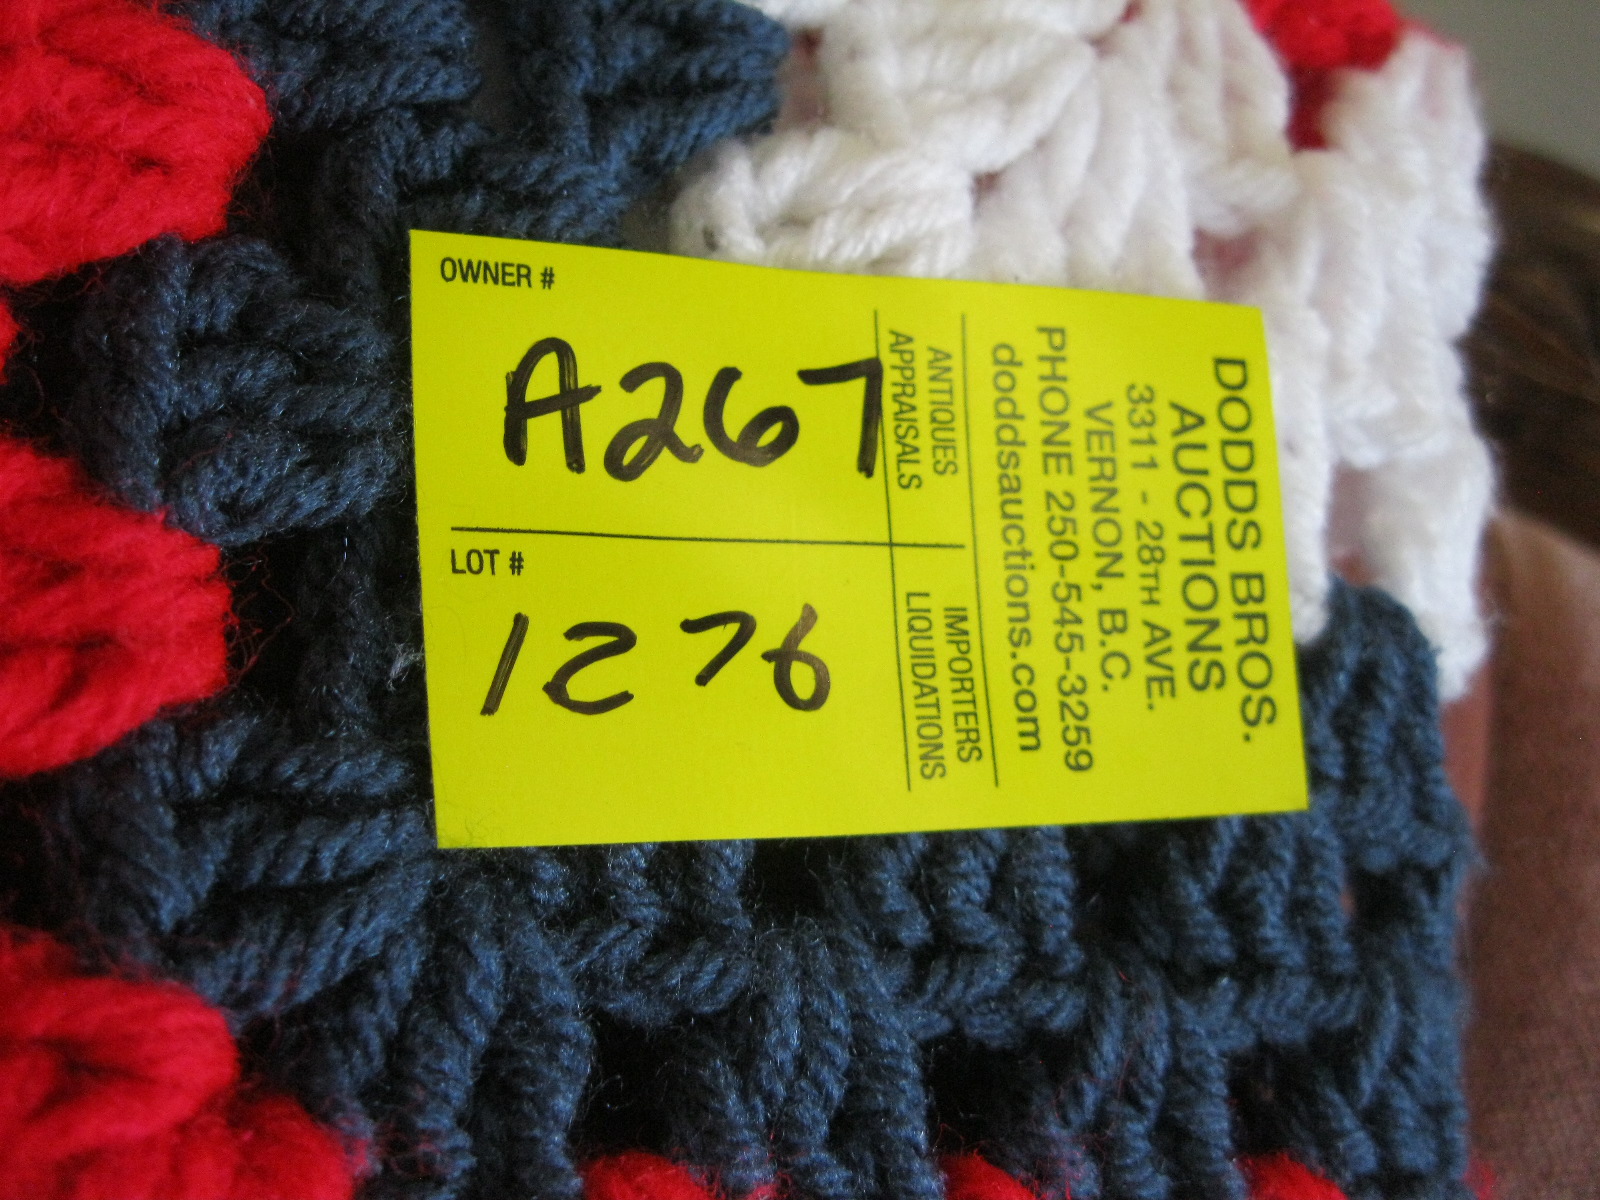 OWNER #
A267
LOT #
1276
ANTIQUES
APPRAISALS
IMPORTERS
LIQUIDATIONS
DODDS BROS.
AUCTIONS
3311 - 28TH AVE.
VERNON, B.C.
PHONE 250-545-3259
doddsauctions.com